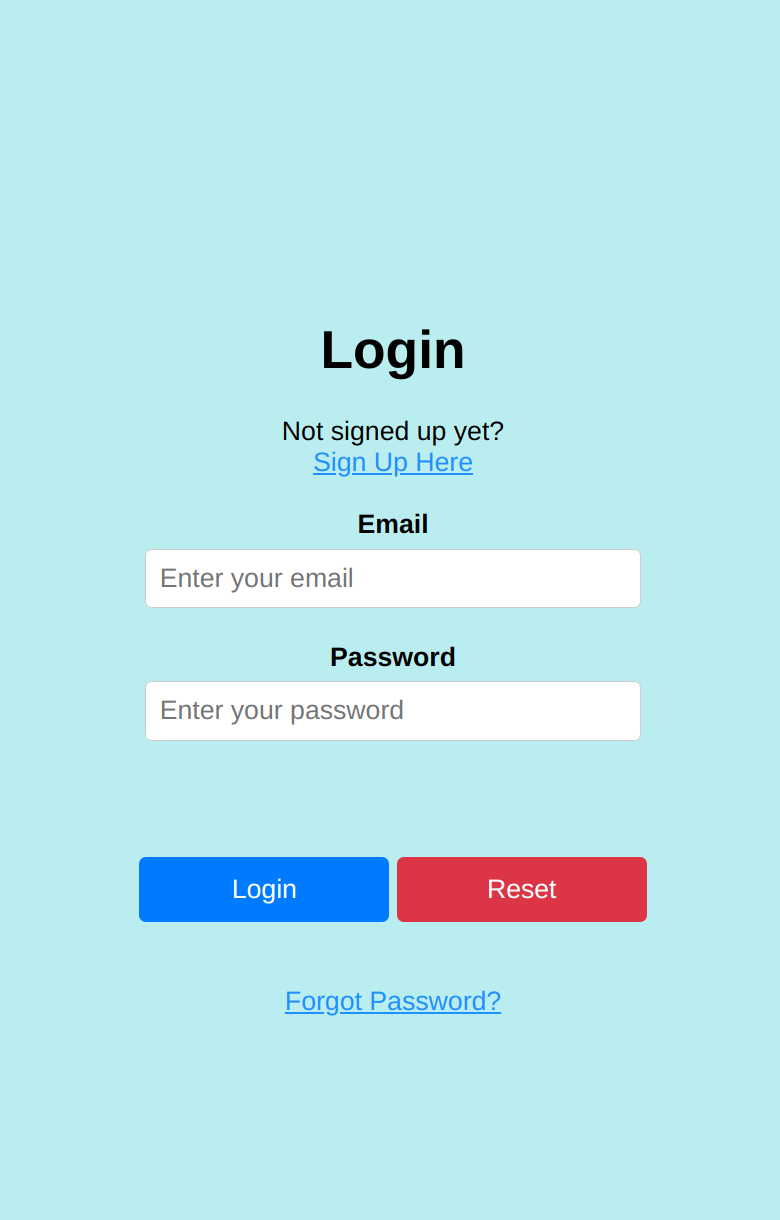 Login
Not signed up yet?
Sign Up Here
Email
Enter your email
Password
Enter your password
Login Reset
Forgot Password?